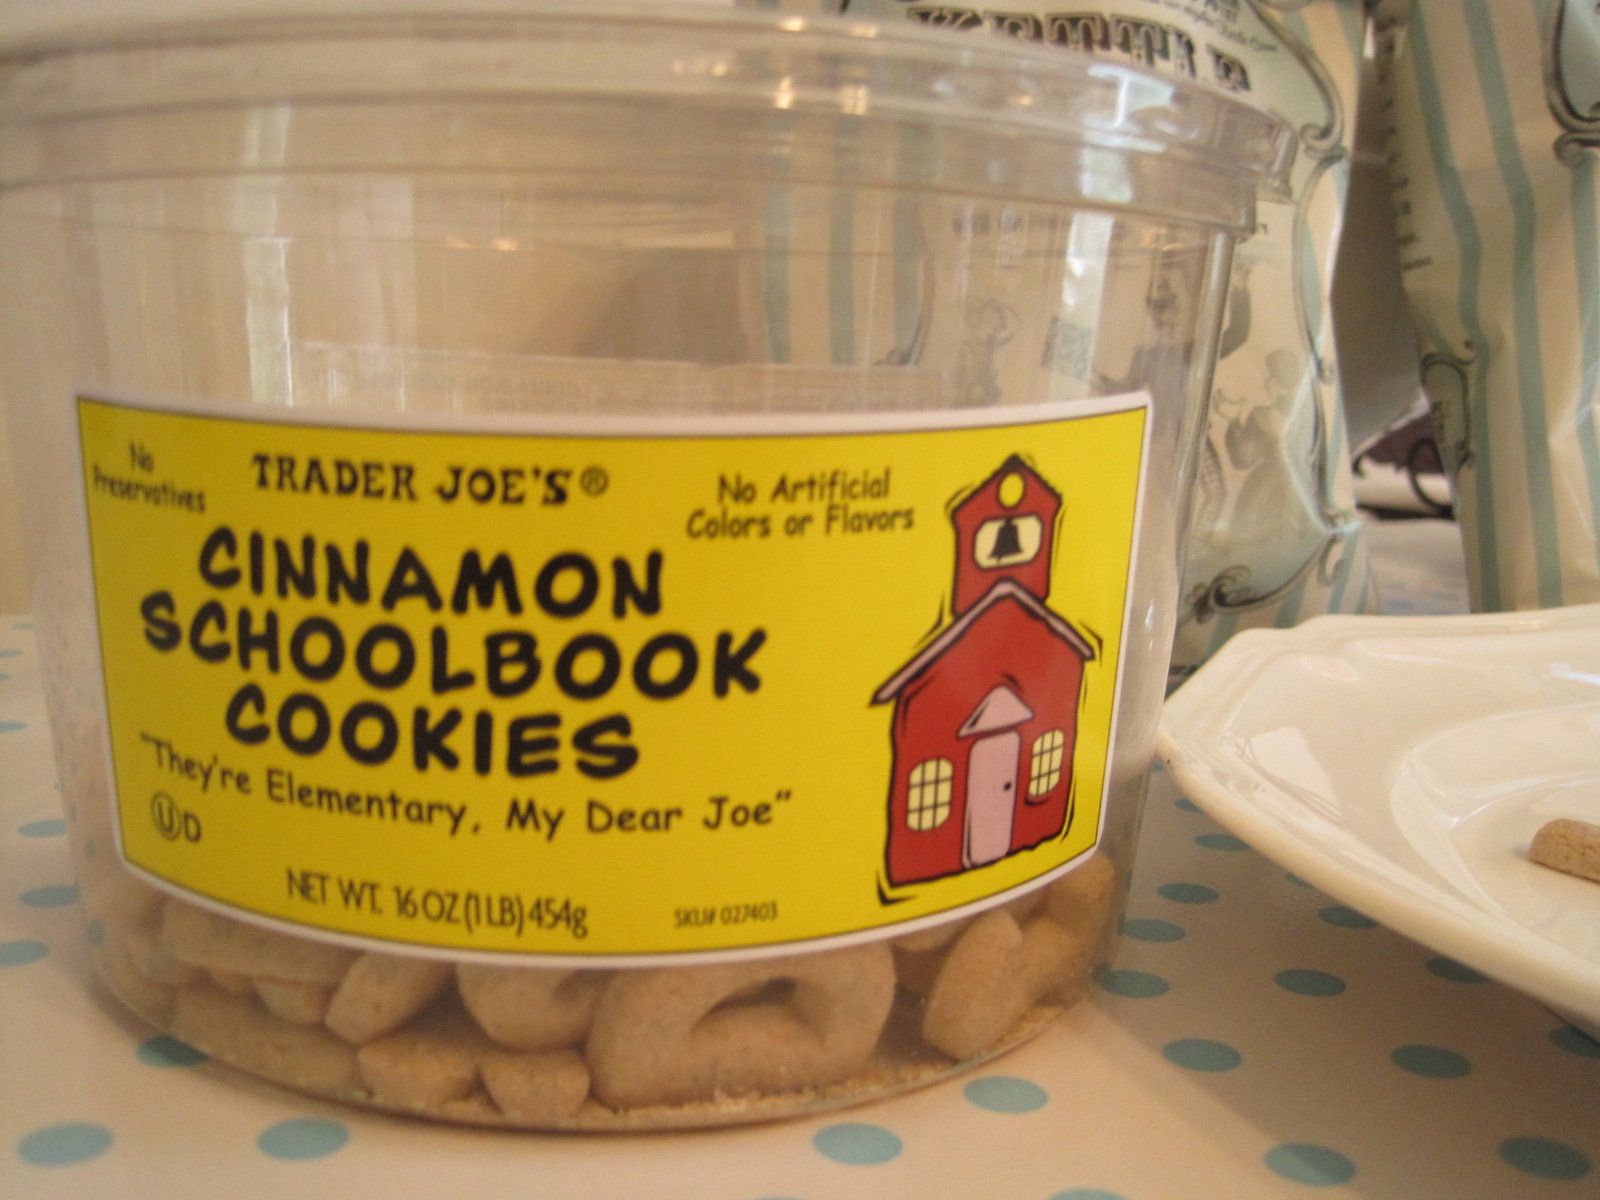 KETTLE
No
Preservatives
TRADER JOE'S®
No Artificial
Colors or Flavors
CINNAMON
SCHOOLBOOK
COOKIES
"They're Elementary, My Dear Joe"
UD
NET WT. 16 OZ (1 LB) 454g
SKU# 027403